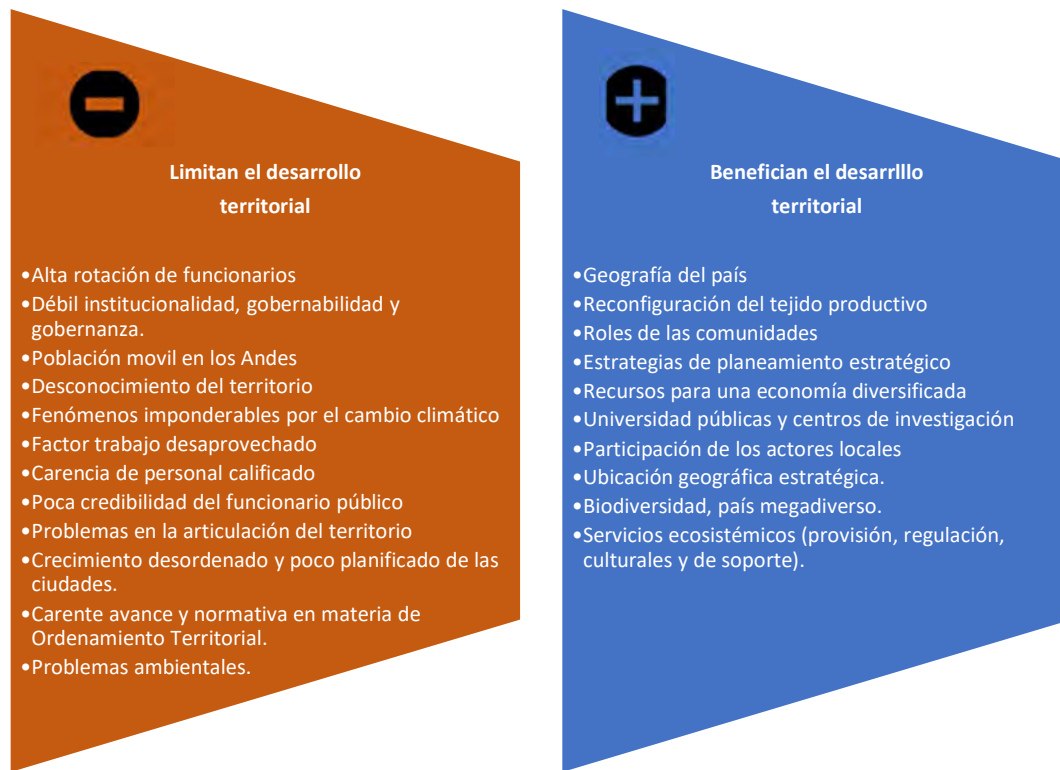 Limitan el desarrollo
territorial
•Alta rotación de funcionarios
•Débil institucionalidad, gobernabilidad y
gobernanza.
•Población movil en los Andes
•Desconocimiento del territorio
•Fenómenos imponderables por el cambio climático
•Factor trabajo desaprovechado
•Carencia de personal calificado
•Poca credibilidad del funcionario público
•Problemas en la articulación del territorio
•Crecimiento desordenado y poco planificado de las
ciudades.
•Carente avance y normativa en materia de
Ordenamiento Territorial.
•Problemas ambientales.
Benefician el desarrlllo
territorial
•Geografía del país
•Reconfiguración del tejido productivo
•Roles de las comunidades
•Estrategias de planeamiento estratégico
•Recursos para una economía diversificada
•Universidad públicas y centros de investigación
•Participación de los actores locales
•Ubicación geográfica estratégica.
•Biodiversidad, país megadiverso.
•Servicios ecosistémicos (provisión, regulación,
culturales y de soporte).